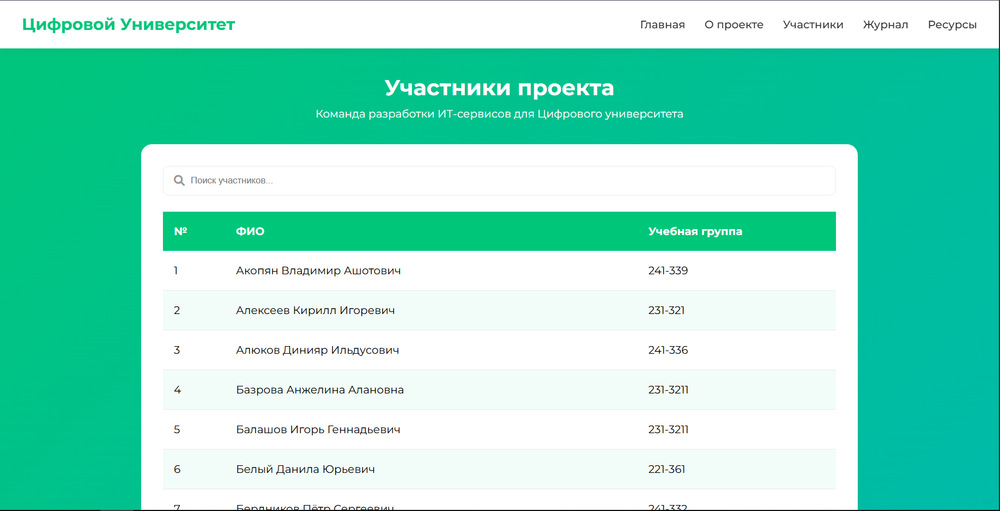 Цифровой Университет
Главная О проекте Участники Журнал Ресурсы
Участники проекта
Команда разработки ИТ-сервисов для Цифрового университета
Поиск участников...
№ ФИО Учебная группа
1 Акопян Владимир Ашотович 241-339
2 Алексеев Кирилл Игоревич 231-321
3 Алюков Динияр Ильдусович 241-336
4 Базрова Анжелина Алановна 231-3211
5 Балашов Игорь Геннадьевич 231-3211
6 Белый Данила Юрьевич 221-361
7 Бердников Пётр Сергеевич 241-332